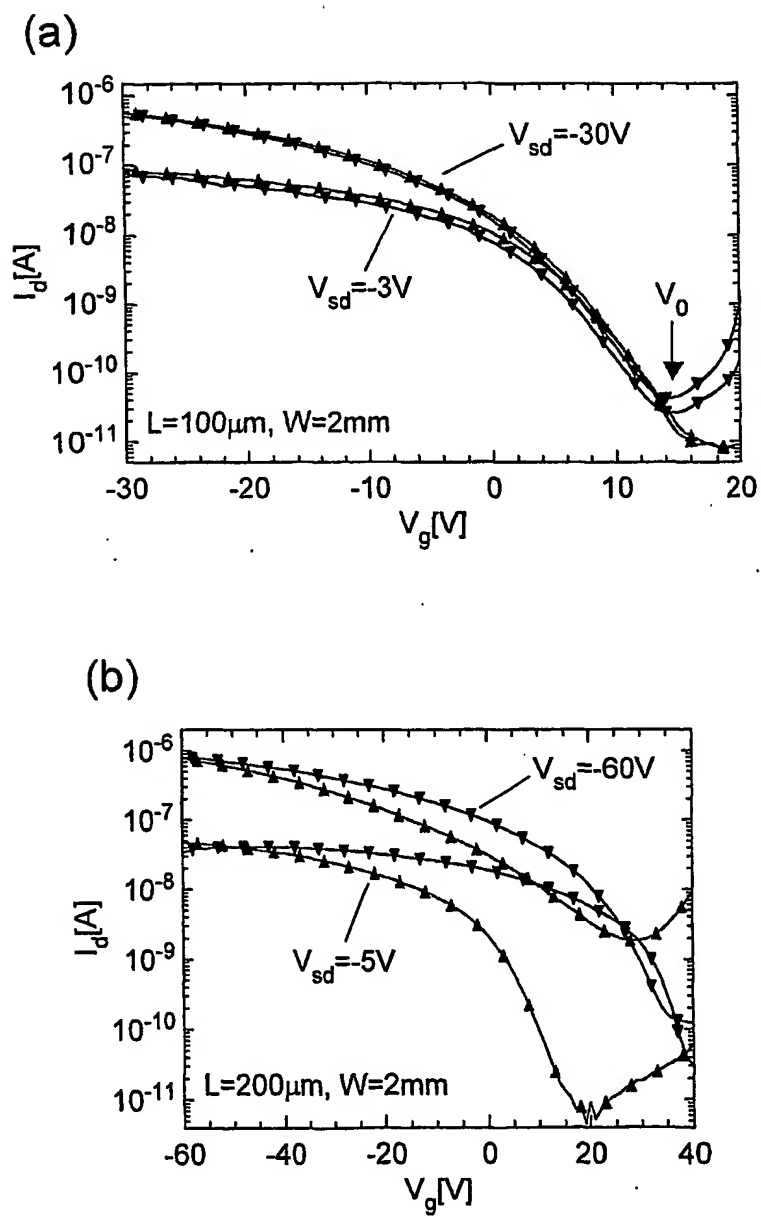 (a)
10⁻⁶
10⁻⁷
10⁻⁸
10⁻⁹
10⁻¹⁰
10⁻¹¹
I_d[A]
V_sd=-30V
V_sd=-3V
V_0
L=100μm, W=2mm
-30 -20 -10 0 10 20
V_g[V]
(b)
10⁻⁶
10⁻⁷
10⁻⁸
10⁻⁹
10⁻¹⁰
10⁻¹¹
I_d[A]
V_sd=-60V
V_sd=-5V
L=200μm, W=2mm
-60 -40 -20 0 20 40
V_g[V]